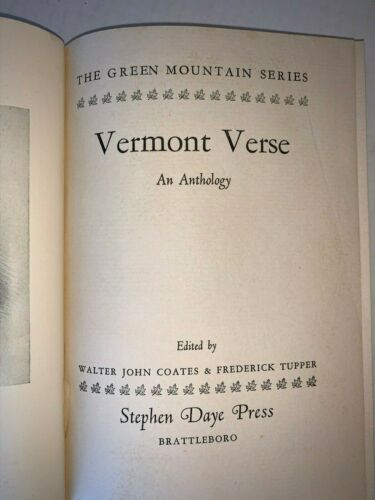 THE GREEN MOUNTAIN SERIES
Vermont Verse
An Anthology
Edited by
WALTER JOHN COATES & FREDERICK TUPPER
Stephen Daye Press
BRATTLEBORO